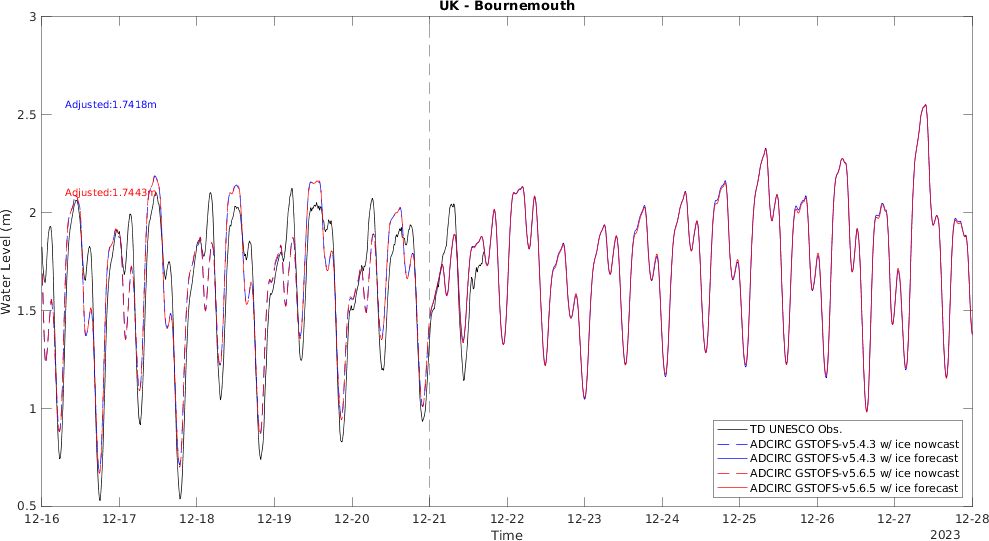 UK - Bournemouth
3
2.5
2
1.5
1
0.5
Water Level (m)
Adjusted:1.7418m
Adjusted:1.7443m
TD UNESCO Obs.
ADCIRC GSTOFS-v5.4.3 w/ ice nowcast
ADCIRC GSTOFS-v5.4.3 w/ ice forecast
ADCIRC GSTOFS-v5.6.5 w/ ice nowcast
ADCIRC GSTOFS-v5.6.5 w/ ice forecast
12-16 12-17 12-18 12-19 12-20 12-21 12-22 12-23 12-24 12-25 12-26 12-27 12-28
Time
2023